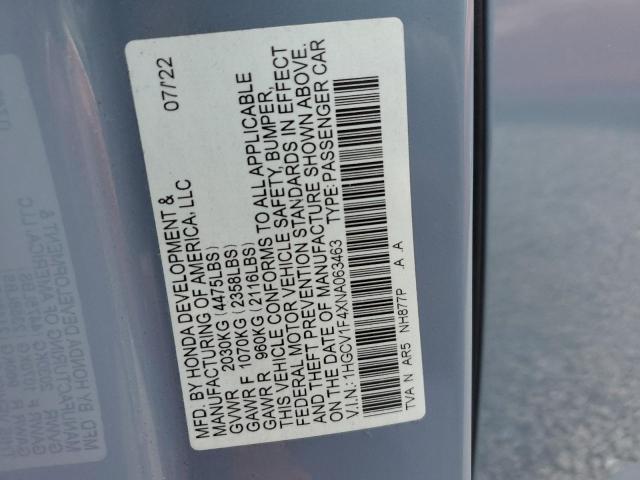 MFD. BY HONDA DEVELOPMENT & 07/'22
MANUFACTURING OF AMERICA, LLC
GVWR 2030KG (4475LBS)
GAWR F 1070KG (2358LBS)
GAWR R 960KG (2116LBS)
THIS VEHICLE CONFORMS TO ALL APPLICABLE
FEDERAL MOTOR VEHICLE SAFETY, BUMPER,
AND THEFT PREVENTION STANDARDS IN EFFECT
ON THE DATE OF MANUFACTURE SHOWN ABOVE.
V.I.N.: 1HGCV1F4XNA063463 TYPE: PASSENGER CAR
TVA N AR5 NH877P A A